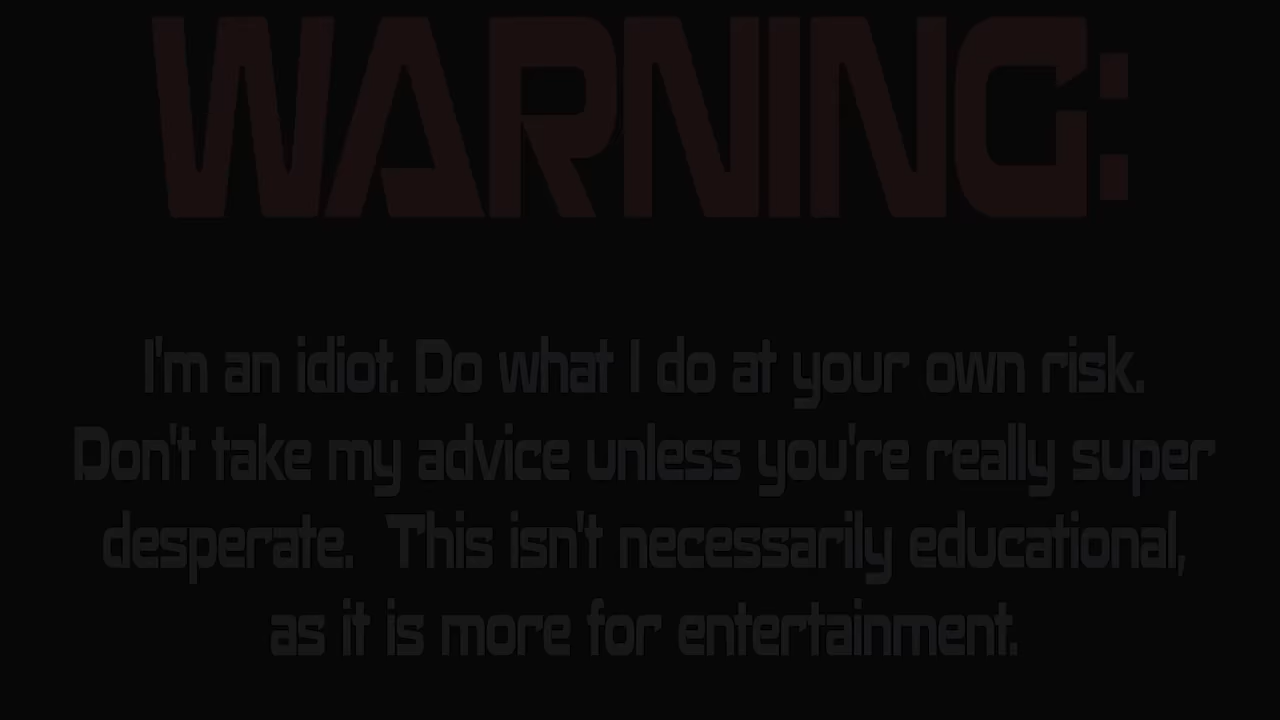 WARNING:
I'm an idiot. Do what I do at your own risk.
Don't take my advice unless you're really super
desperate. This isn't necessarily educational,
as it is more for entertainment.